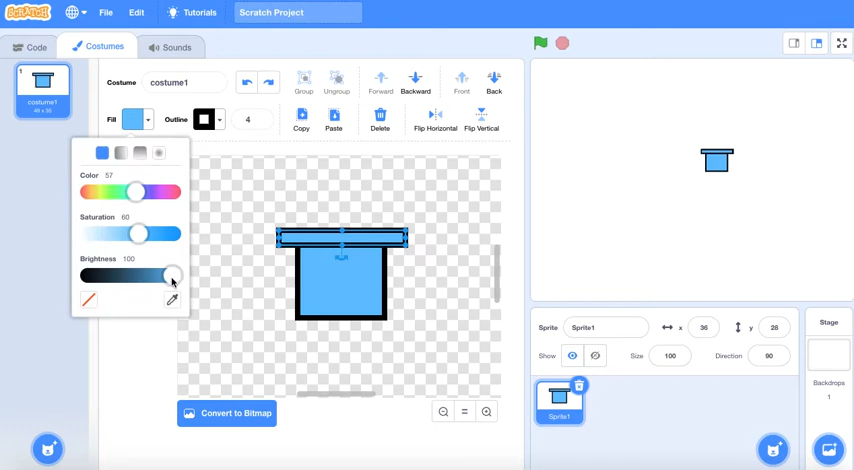 SCRATCH File Edit Tutorials Scratch Project
Code Costumes Sounds
1
costume1
48 x 35
Costume costume1
Group Ungroup Forward Backward Front Back
Fill Outline 4
Copy Paste Delete Flip Horizontal Flip Vertical
Color 57
Saturation 60
Brightness 100
Convert to Bitmap
Sprite Sprite1 x 36 y 28
Show Size 100 Direction 90
Sprite1
Stage
Backdrops
1